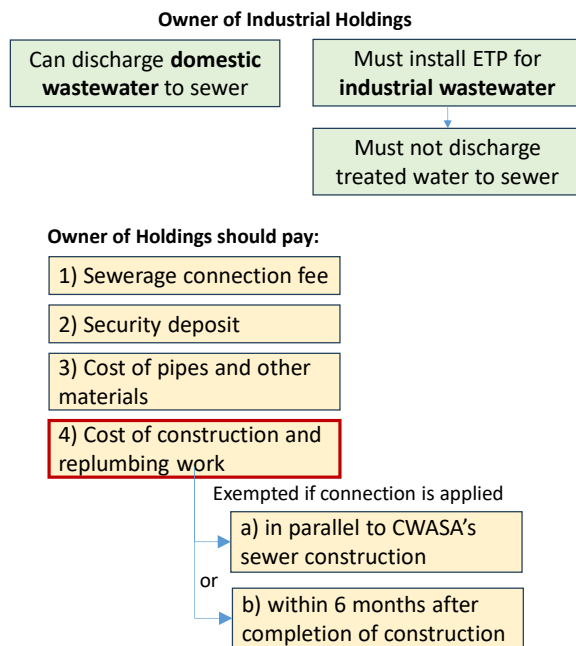 Owner of Industrial Holdings
Can discharge domestic
wastewater to sewer
Must install ETP for
industrial wastewater
Must not discharge
treated water to sewer
Owner of Holdings should pay:
1) Sewerage connection fee
2) Security deposit
3) Cost of pipes and other
materials
4) Cost of construction and
replumbing work
Exempted if connection is applied
a) in parallel to CWASA's
sewer construction
or
b) within 6 months after
completion of construction